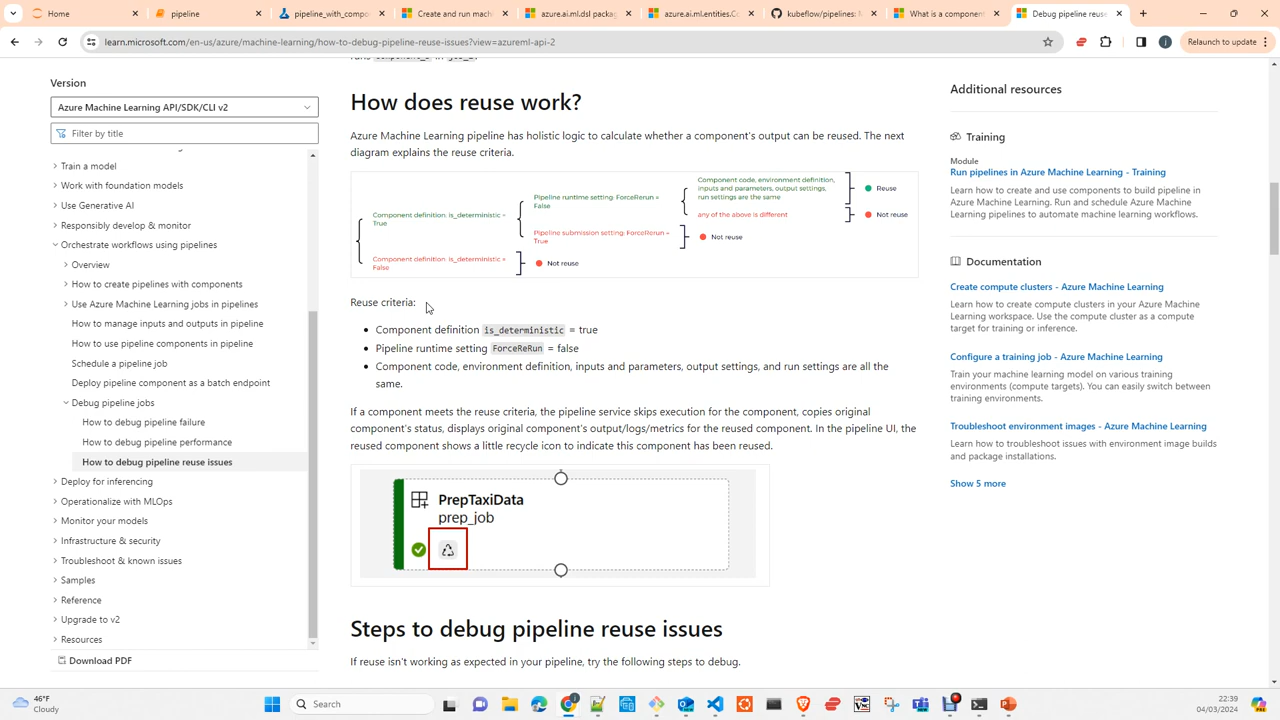 pipeline
pipeline_with_compo
Create and run mach
azure.ai.ml.dsl package
azure.ai.ml.entities.Co
kubeflow/pipelines: M
What is a component
Debug pipeline reuse
learn.microsoft.com/en-us/azure/machine-learning/how-to-debug-pipeline-reuse-issues?view=azureml-api-2
Relaunch to update
Version
Azure Machine Learning API/SDK/CLI v2
Filter by title
Train a model
Work with foundation models
Use Generative AI
Responsibly develop & monitor
Orchestrate workflows using pipelines
Overview
How to create pipelines with components
Use Azure Machine Learning jobs in pipelines
How to manage inputs and outputs in pipeline
How to use pipeline components in pipeline
Schedule a pipeline job
Deploy pipeline component as a batch endpoint
Debug pipeline jobs
How to debug pipeline failure
How to debug pipeline performance
How to debug pipeline reuse issues
Deploy for inferencing
Operationalize with MLOps
Monitor your models
Infrastructure & security
Troubleshoot & known issues
Samples
Reference
Upgrade to v2
Resources
Download PDF
How does reuse work?
Azure Machine Learning pipeline has holistic logic to calculate whether a component's output can be reused. The next
diagram explains the reuse criteria.
Component definition: is_deterministic =
True
Component definition: is_deterministic =
False
Not reuse
Pipeline runtime setting: ForceRerun =
False
Pipeline submission setting: ForceRerun =
True
Not reuse
Component code, environment definition,
inputs and parameters, output settings,
run settings are the same
Reuse
any of the above is different
Not reuse
Reuse criteria:
• Component definition is_deterministic = true
• Pipeline runtime setting ForceReRun = false
• Component code, environment definition, inputs and parameters, output settings, and run settings are all the
same.
If a component meets the reuse criteria, the pipeline service skips execution for the component, copies original
component's status, displays original component's output/logs/metrics for the reused component. In the pipeline UI, the
reused component shows a little recycle icon to indicate this component has been reused.
PrepTaxiData
prep_job
Steps to debug pipeline reuse issues
If reuse isn't working as expected in your pipeline, try the following steps to debug.
Additional resources
Training
Module
Run pipelines in Azure Machine Learning - Training
Learn how to create and use components to build pipeline in
Azure Machine Learning. Run and schedule Azure Machine
Learning pipelines to automate machine learning workflows.
Documentation
Create compute clusters - Azure Machine Learning
Learn how to create compute clusters in your Azure Machine
Learning workspace. Use the compute cluster as a compute
target for training or inference.
Configure a training job - Azure Machine Learning
Train your machine learning model on various training
environments (compute targets). You can easily switch between
training environments.
Troubleshoot environment images - Azure Machine Learning
Learn how to troubleshoot issues with environment image builds
and package installations.
Show 5 more
46°F
Cloudy
Search
22:39
04/03/2024